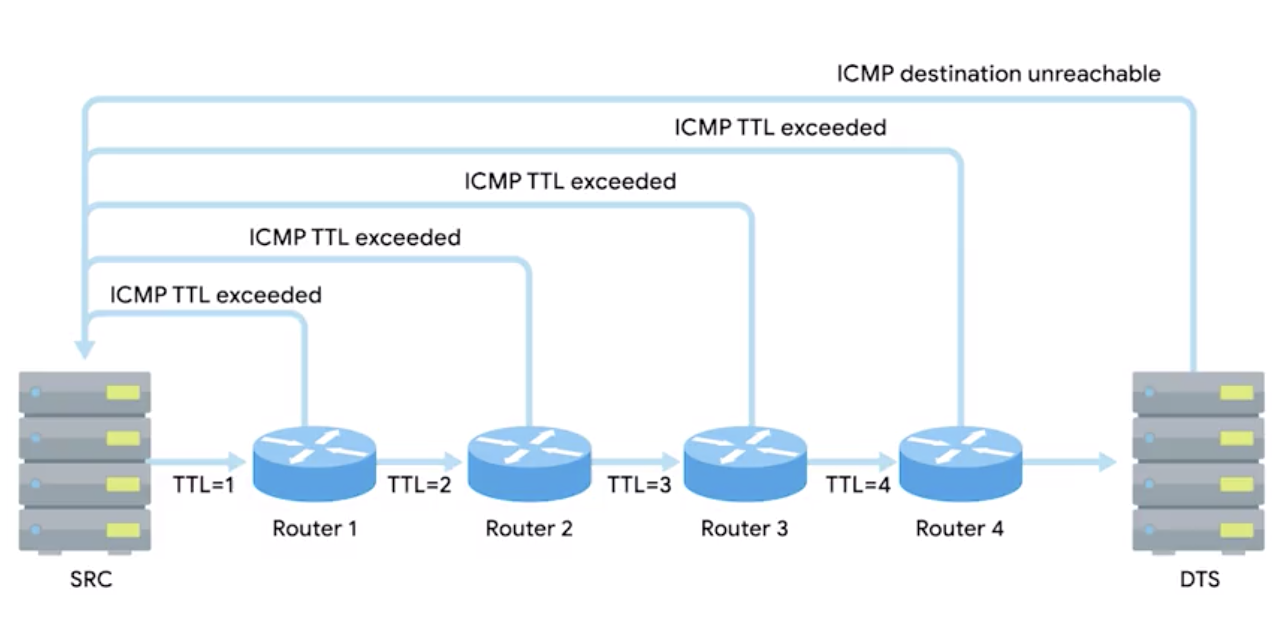 ICMP destination unreachable
ICMP TTL exceeded
ICMP TTL exceeded
ICMP TTL exceeded
ICMP TTL exceeded
TTL=1
TTL=2
TTL=3
TTL=4
Router 1
Router 2
Router 3
Router 4
SRC
DTS